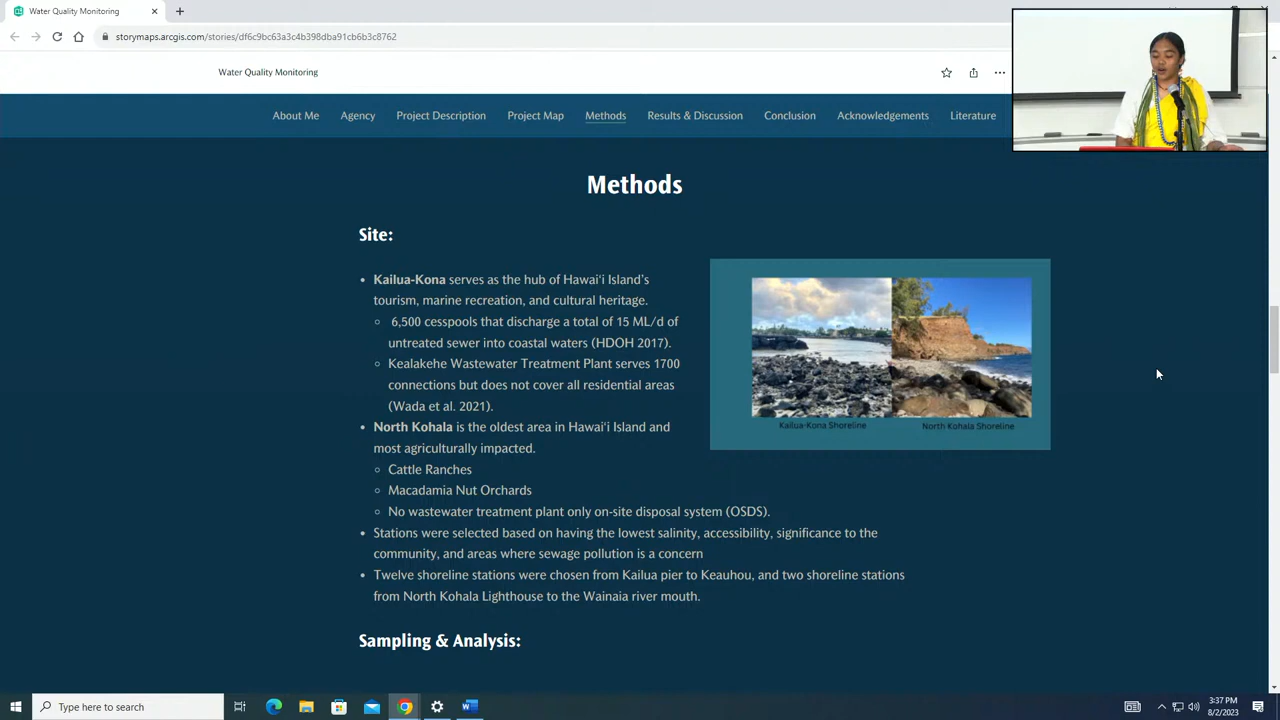 Water Quality Monitoring
storymaps.arcgis.com/stories/df6c9bc63a3c4b398dba91cb6b3c8762
Water Quality Monitoring
About Me Agency Project Description Project Map Methods Results & Discussion Conclusion Acknowledgements Literature
Methods
Site:
• Kailua-Kona serves as the hub of Hawai'i Island's
tourism, marine recreation, and cultural heritage.
○ 6,500 cesspools that discharge a total of 15 ML/d of
untreated sewer into coastal waters (HDOH 2017).
○ Kealakehe Wastewater Treatment Plant serves 1700
connections but does not cover all residential areas
(Wada et al. 2021).
• North Kohala is the oldest area in Hawai'i Island and
most agriculturally impacted.
○ Cattle Ranches
○ Macadamia Nut Orchards
○ No wastewater treatment plant only on-site disposal system (OSDS).
• Stations were selected based on having the lowest salinity, accessibility, significance to the
community, and areas where sewage pollution is a concern
• Twelve shoreline stations were chosen from Kailua pier to Keauhou, and two shoreline stations
from North Kohala Lighthouse to the Wainaia river mouth.
Kailua-Kona Shoreline
North Kohala Shoreline
Sampling & Analysis:
Type here to search
3:37 PM
8/2/2023